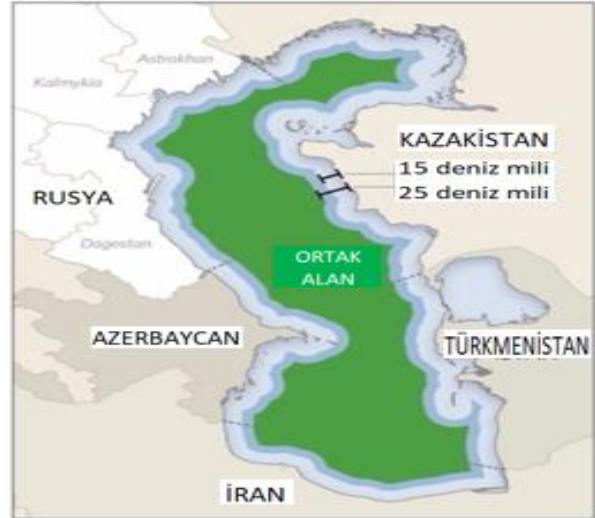 Astrakhan
Kalmykia
KAZAKİSTAN
15 deniz mili
25 deniz mili
RUSYA
Dagestan
ORTAK
ALAN
AZERBAYCAN
TÜRKMENİSTAN
İRAN